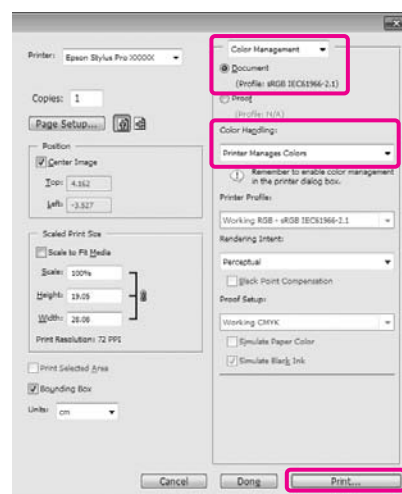 Printer: Epson Stylus Pro XXXXX
Copies: 1
Page Setup...
Position
Center Image
Top: 4.162
Left: -3.527
Scaled Print Size
Scale to Fit Media
Scale: 100%
Height: 19.05
Width: 28.08
Print Resolution: 72 PPI
Print Selected Area
Bounding Box
Units: cm
Color Management
Document
(Profile: sRGB IEC61966-2.1)
Proof
(Profile: N/A)
Color Handling:
Printer Manages Colors
Remember to enable color management
in the printer dialog box.
Printer Profile:
Working RGB - sRGB IEC61966-2.1
Rendering Intent:
Perceptual
Black Point Compensation
Proof Setup:
Working CMYK
Simulate Paper Color
Simulate Black Ink
Cancel
Done
Print...